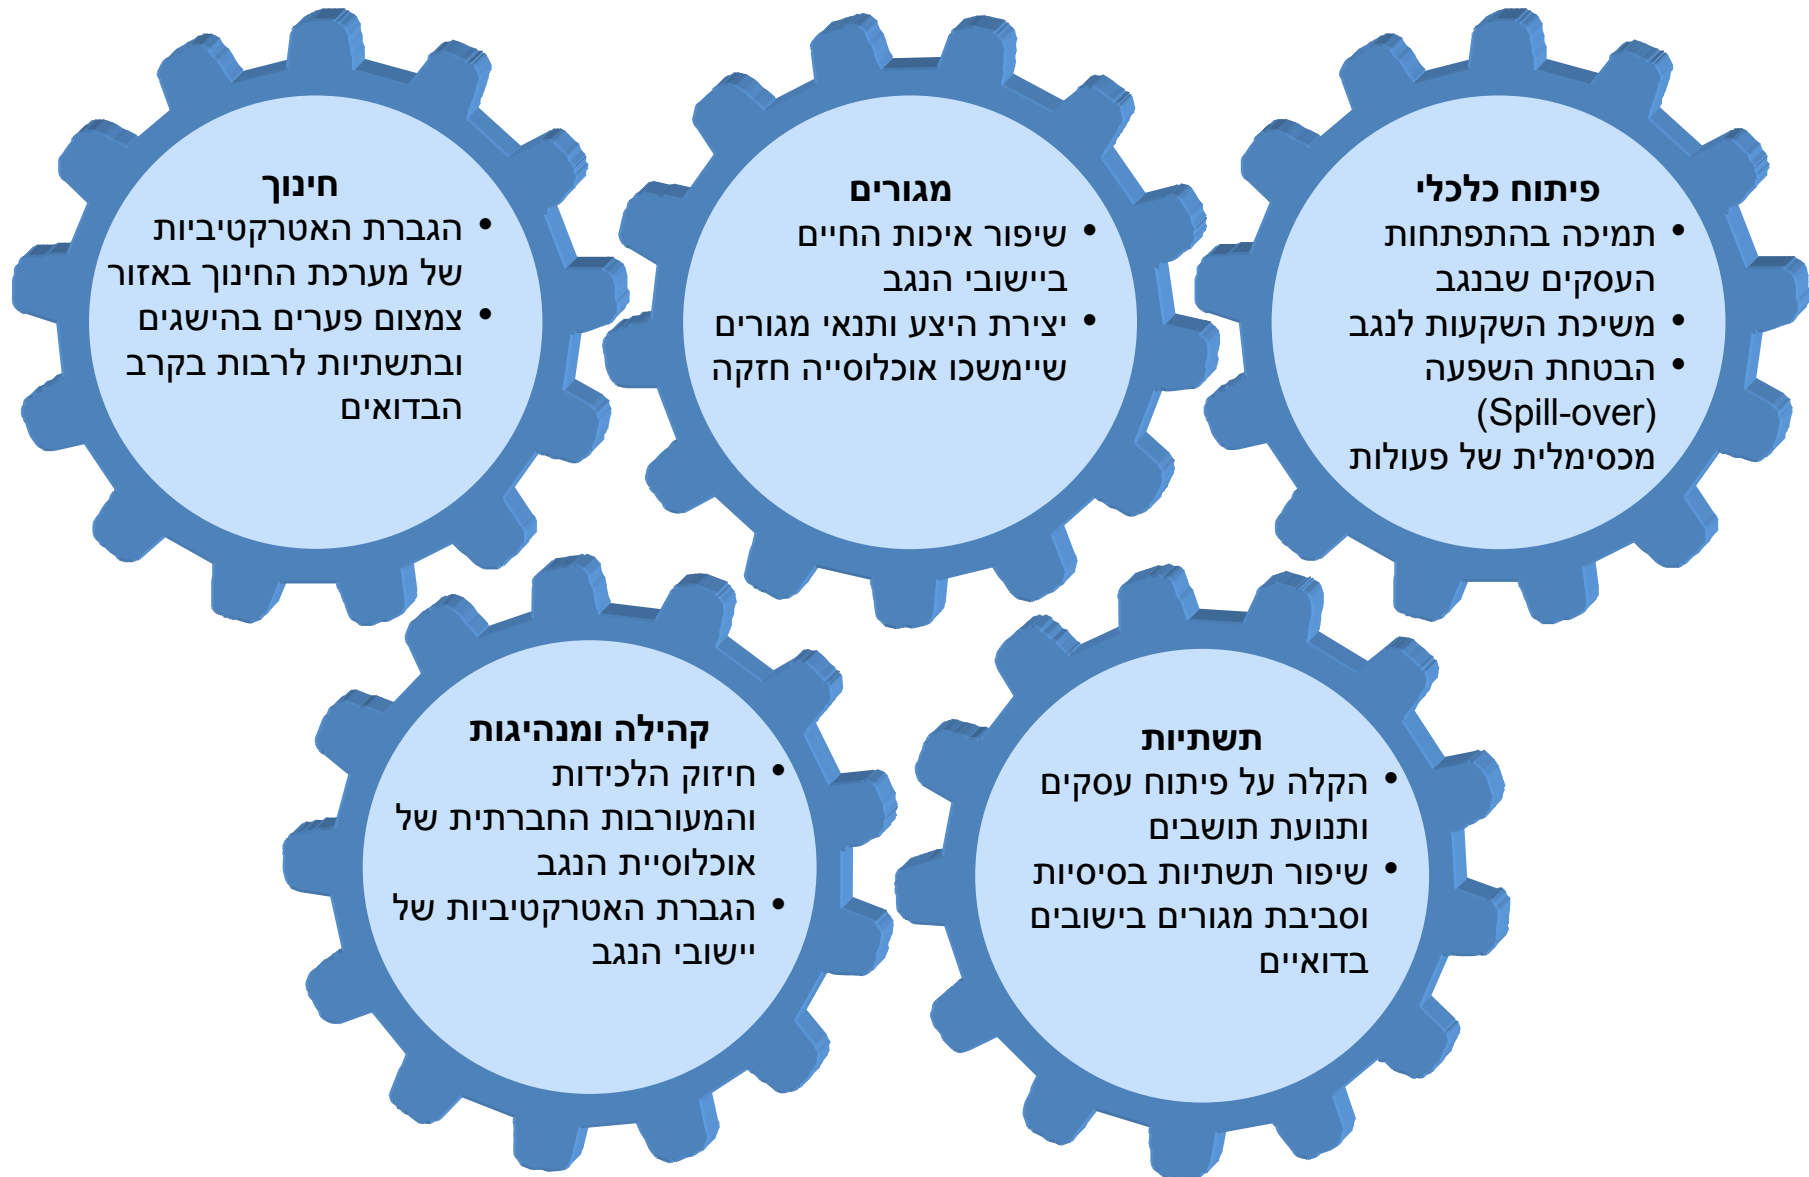 פיתוח כלכלי
• תמיכה בהתפתחות
העסקים שבנגב
• משיכת השקעות לנגב
• הבטחת השפעה
(Spill-over)
מכסימלית של פעולות
מגורים
• שיפור איכות החיים
ביישובי הנגב
• יצירת היצע ותנאי מגורים
שיימשכו אוכלוסייה חזקה
חינוך
• הגברת האטרקטיביות
של מערכת החינוך באזור
• צמצום פערים בהישגים
ובתשתיות לרבות בקרב
הבדואים
תשתיות
• הקלה על פיתוח עסקים
ותנועת תושבים
• שיפור תשתיות בסיסיות
וסביבת מגורים בישובים
בדואיים
קהילה ומנהיגות
• חיזוק הלכידות
והמעורבות החברתית של
אוכלוסיית הנגב
• הגברת האטרקטיביות של
יישובי הנגב